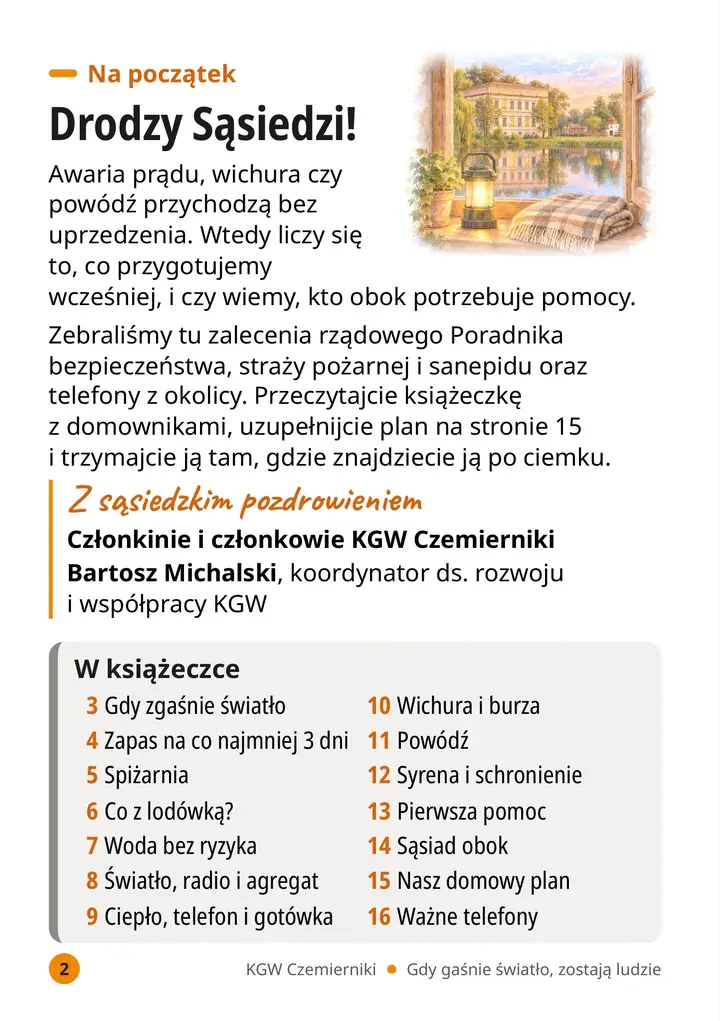 Na początek
Drodzy Sąsiedzi!
Awaria prądu, wichura czy
powódź przychodzą bez
uprzedzenia. Wtedy liczy się
to, co przygotujemy
wcześniej, i czy wiemy, kto obok potrzebuje pomocy.
Zebraliśmy tu zalecenia rządowego Poradnika
bezpieczeństwa, straży pożarnej i sanepidu oraz
telefony z okolicy. Przeczytajcie książeczkę
z domownikami, uzupełnijcie plan na stronie 15
i trzymajcie ją tam, gdzie znajdziecie ją po ciemku.
Z sąsiedzkim pozdrowieniem
Członkinie i członkowie KGW Czemierniki
Bartosz Michalski, koordynator ds. rozwoju
i współpracy KGW
W książeczce
3 Gdy zgaśnie światło
4 Zapas na co najmniej 3 dni
5 Spiżarnia
6 Co z lodówką?
7 Woda bez ryzyka
8 Światło, radio i agregat
9 Ciepło, telefon i gotówka
10 Wichura i burza
11 Powódź
12 Syrena i schronienie
13 Pierwsza pomoc
14 Sąsiad obok
15 Nasz domowy plan
16 Ważne telefony
2
KGW Czemierniki ● Gdy gaśnie światło, zostają ludzie